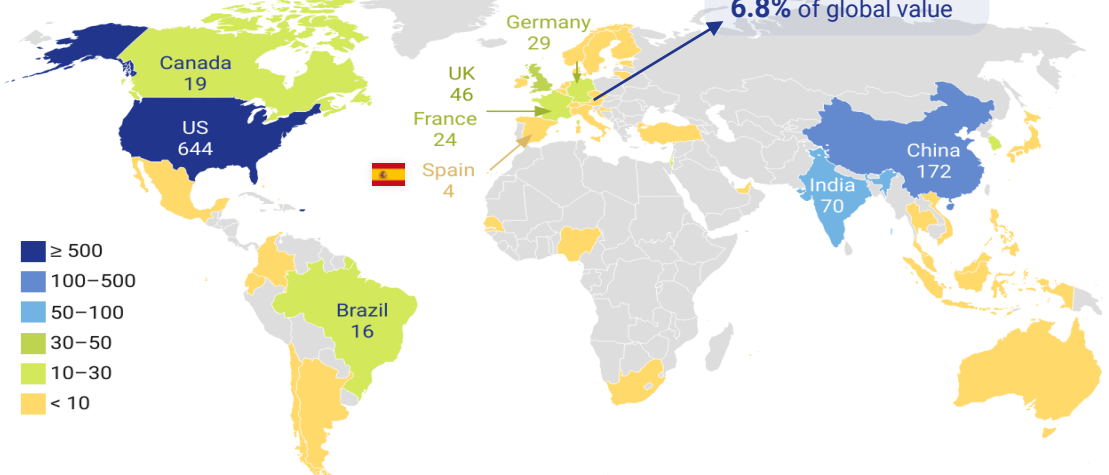 6.8% of global value
Germany
29
Canada
19
UK
46
France
24
US
644
China
172
Spain
4
India
70
≥ 500
100–500
50–100
30–50
10–30
< 10
Brazil
16